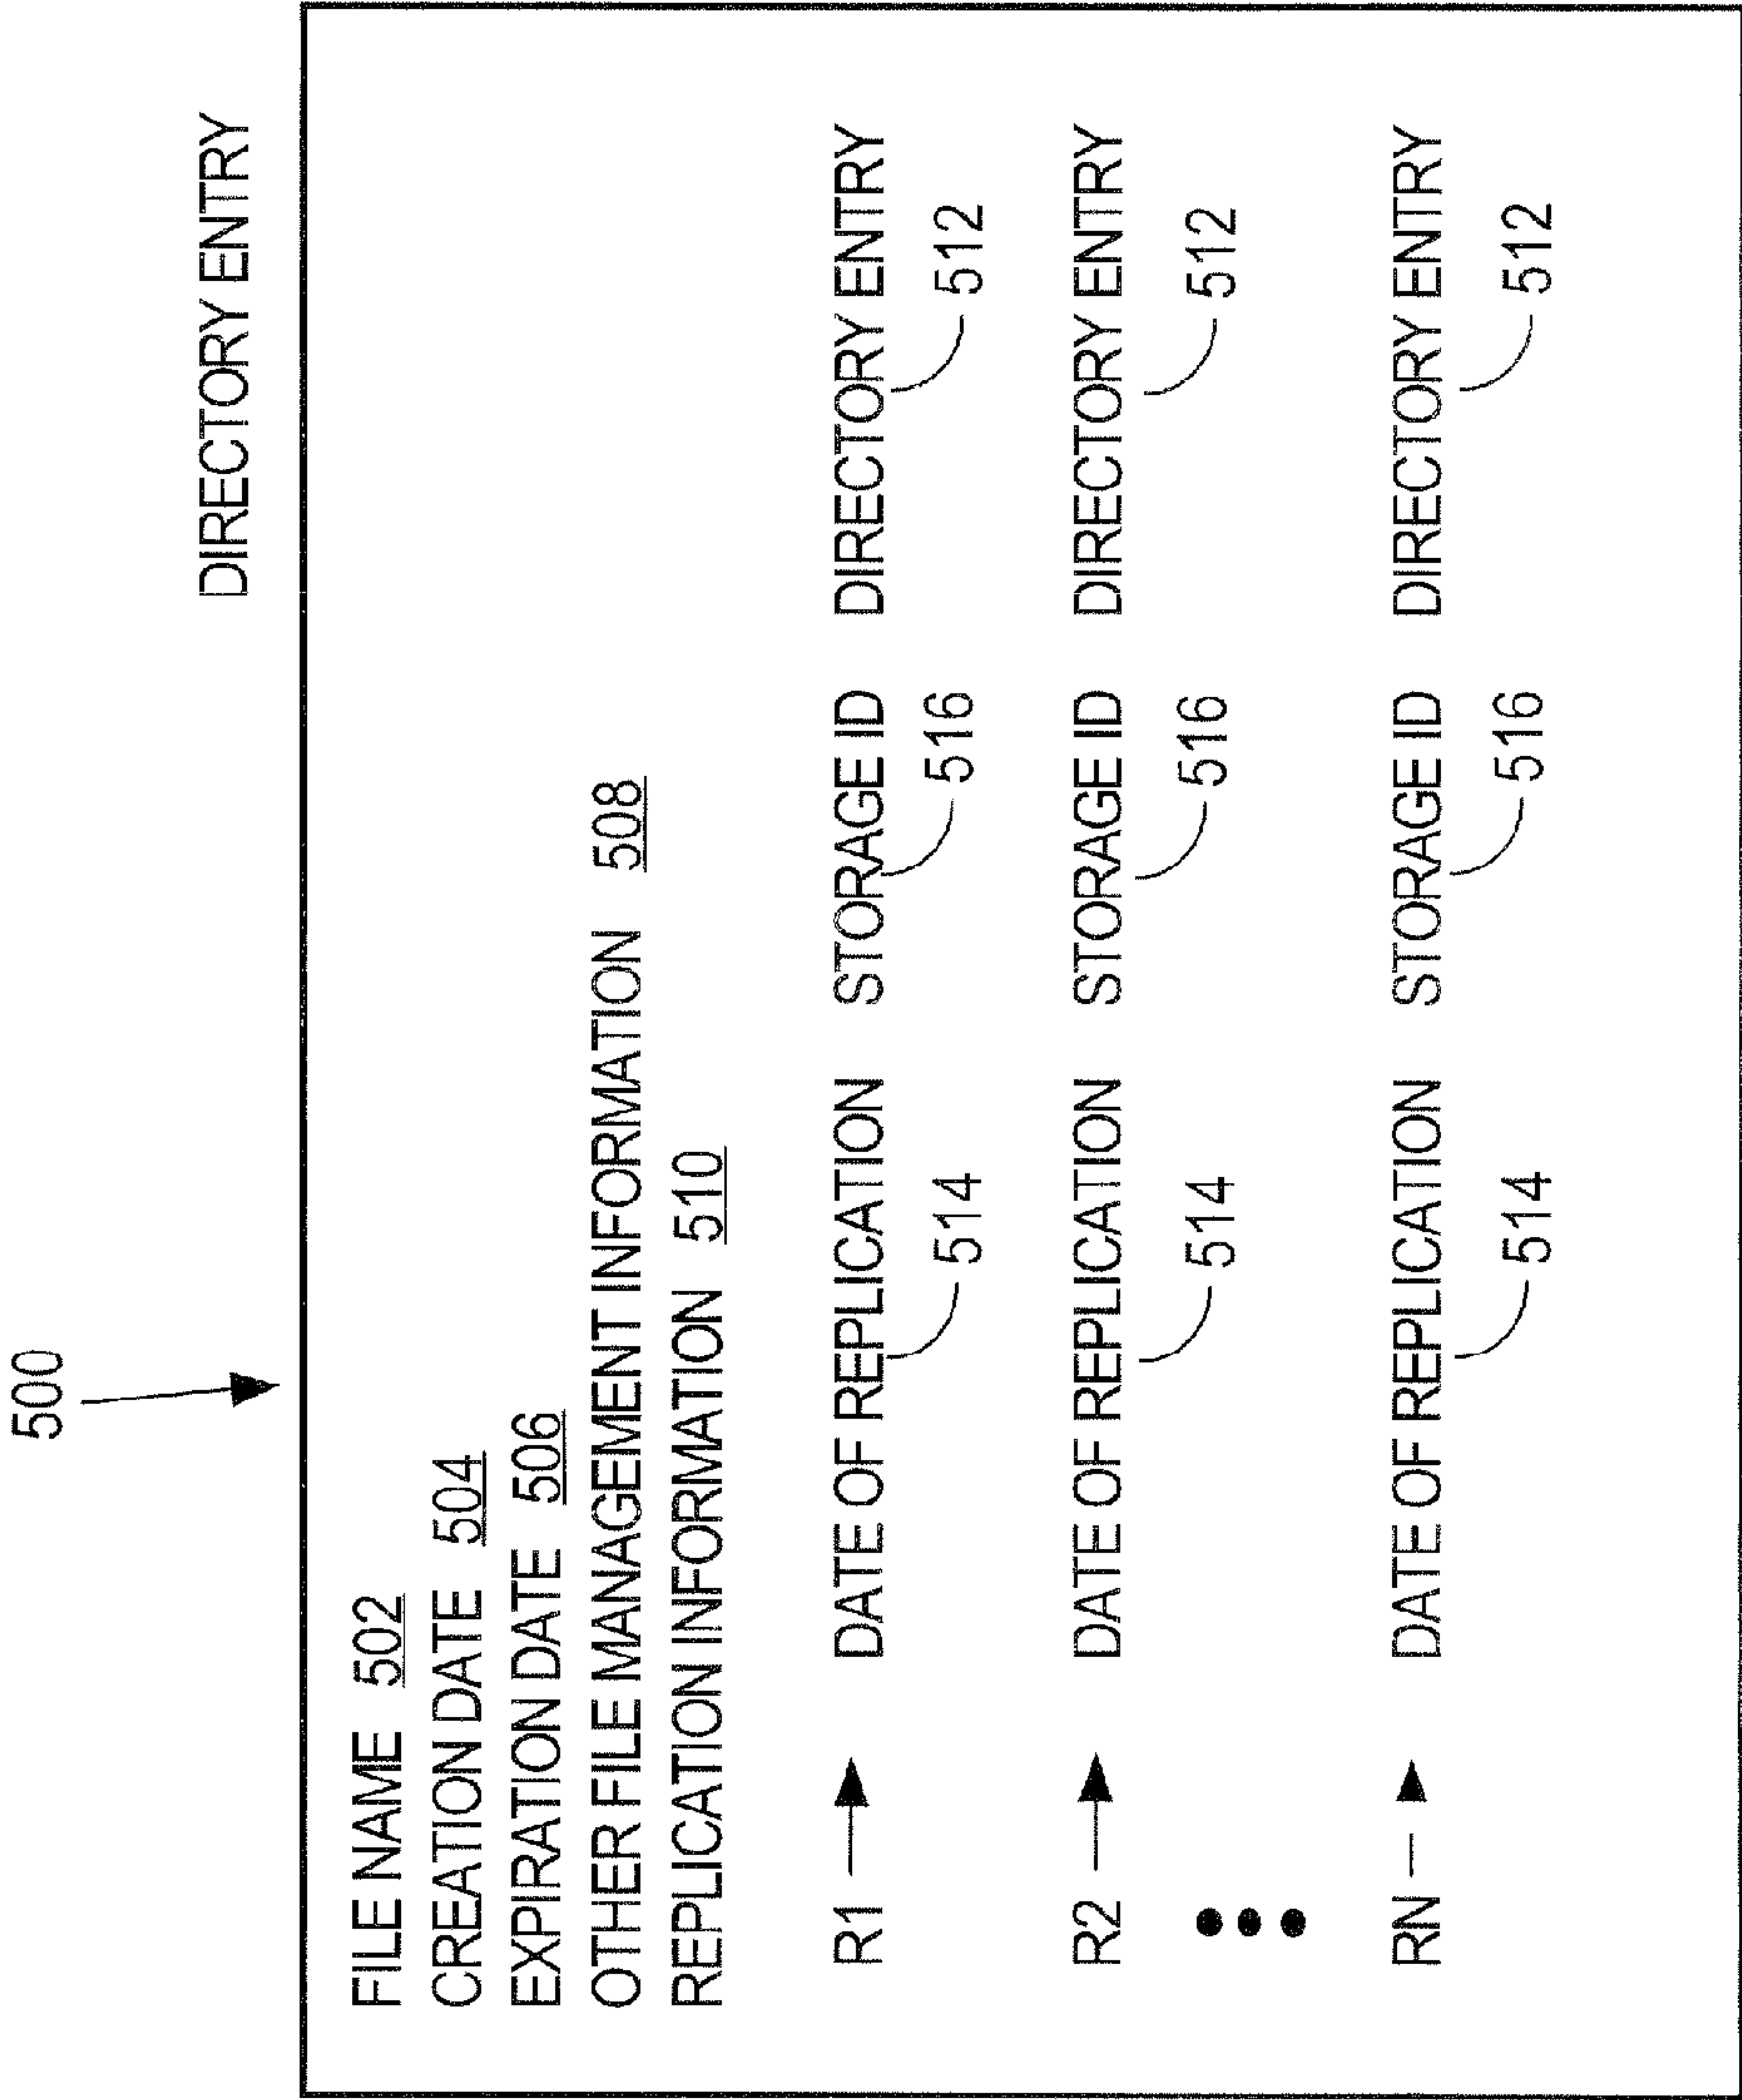 500
DIRECTORY ENTRY
FILE NAME 502
CREATION DATE 504
EXPIRATION DATE 506
OTHER FILE MANAGEMENT INFORMATION 508
REPLICATION INFORMATION 510
R1 DATE OF REPLICATION STORAGE ID DIRECTORY ENTRY
514 516 512
R2 DATE OF REPLICATION STORAGE ID DIRECTORY ENTRY
514 516 512
RN DATE OF REPLICATION STORAGE ID DIRECTORY ENTRY
514 516 512